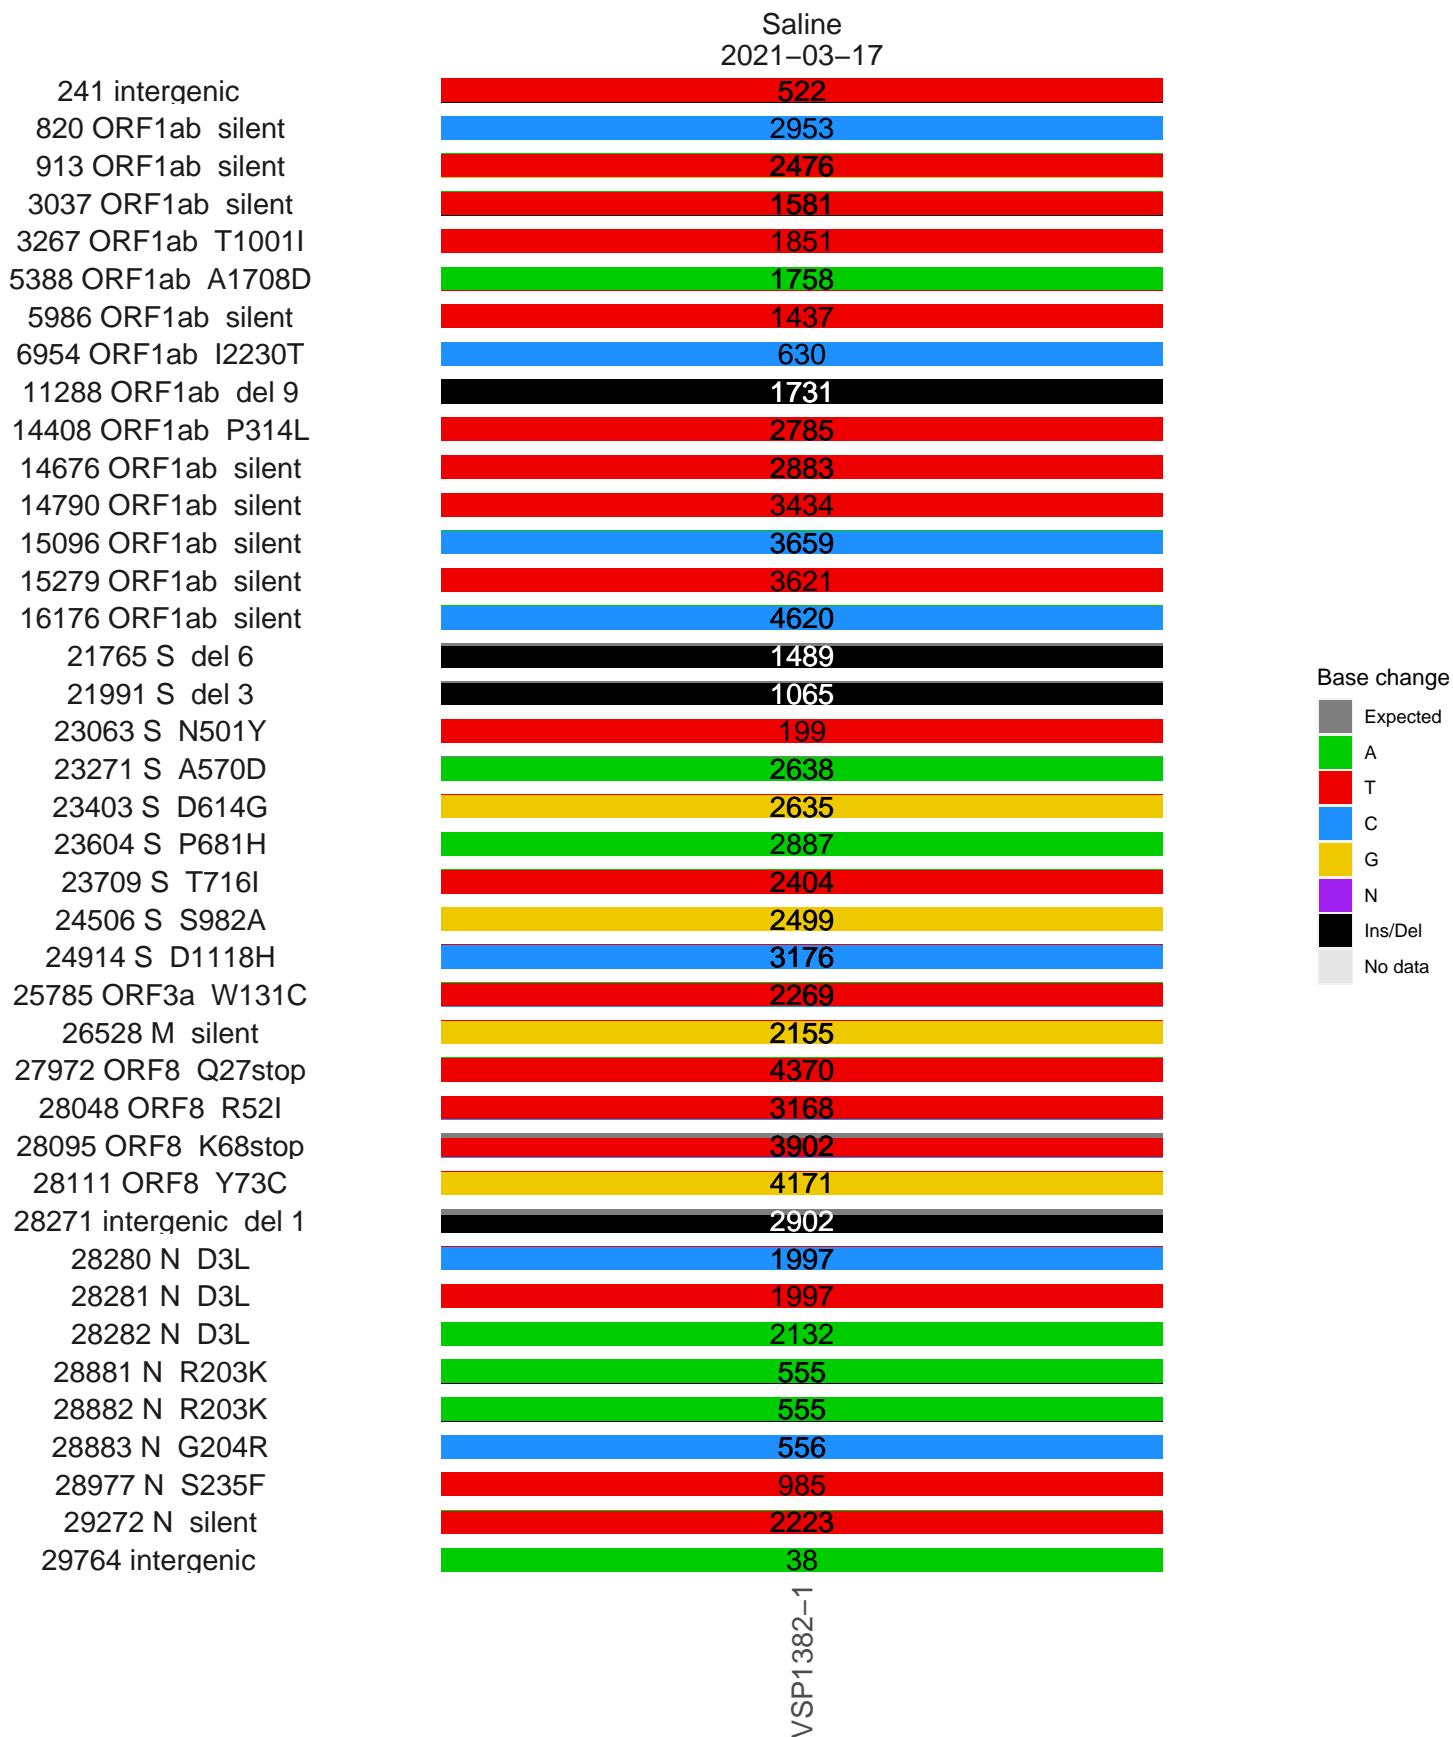 Saline
2021−03−17
241 intergenic 522
820 ORF1ab silent 2953
913 ORF1ab silent 2476
3037 ORF1ab silent 1581
3267 ORF1ab T1001I 1851
5388 ORF1ab A1708D 1758
5986 ORF1ab silent 1437
6954 ORF1ab I2230T 630
11288 ORF1ab del 9 1731
14408 ORF1ab P314L 2785
14676 ORF1ab silent 2883
14790 ORF1ab silent 3434
15096 ORF1ab silent 3659
15279 ORF1ab silent 3621
16176 ORF1ab silent 4620
21765 S del 6 1489
21991 S del 3 1065
23063 S N501Y 199
23271 S A570D 2638
23403 S D614G 2635
23604 S P681H 2887
23709 S T716I 2404
24506 S S982A 2499
24914 S D1118H 3176
25785 ORF3a W131C 2269
26528 M silent 2155
27972 ORF8 Q27stop 4370
28048 ORF8 R52I 3168
28095 ORF8 K68stop 3902
28111 ORF8 Y73C 4171
28271 intergenic del 1 2902
28280 N D3L 1997
28281 N D3L 1997
28282 N D3L 2132
28881 N R203K 555
28882 N R203K 555
28883 N G204R 556
28977 N S235F 985
29272 N silent 2223
29764 intergenic 38
VSP1382−1
Base change
Expected
A
T
C
G
N
Ins/Del
No data